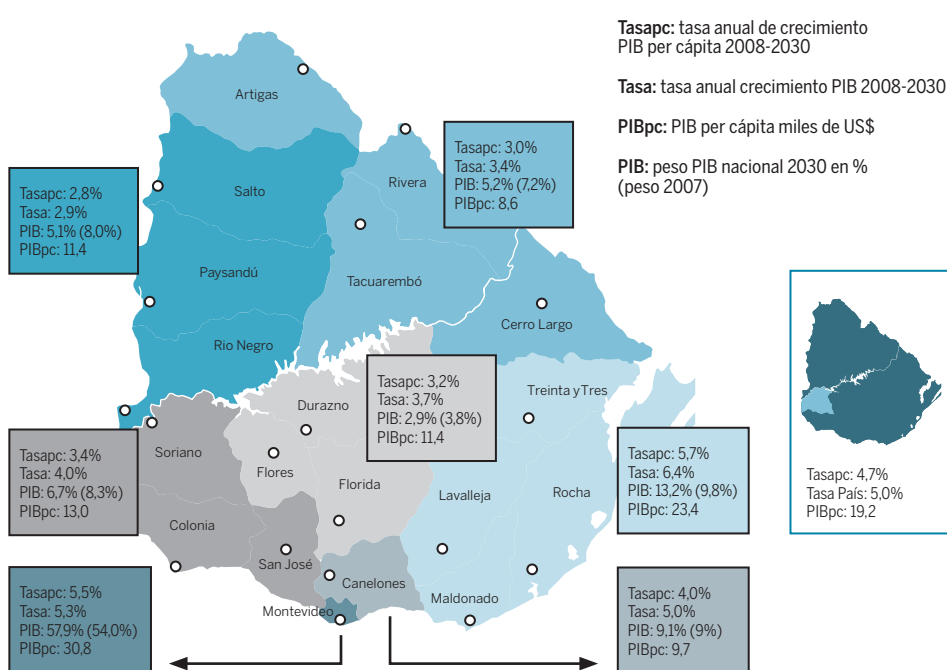 Tasapc: tasa anual de crecimiento
PIB per cápita 2008-2030
Tasa: tasa anual crecimiento PIB 2008-2030
PIBpc: PIB per cápita miles de US$
PIB: peso PIB nacional 2030 en %
(peso 2007)
Artigas
Salto
Rivera
Paysandú
Tacuarembó
Rio Negro
Cerro Largo
Durazno
Treinta yTres
Soriano
Flores
Florida
Lavalleja
Rocha
Colonia
San José
Canelones
Montevideo
Maldonado
Tasapc: 2,8%
Tasa: 2,9%
PIB: 5,1% (8,0%)
PIBpc: 11,4
Tasapc: 3,0%
Tasa: 3,4%
PIB: 5,2% (7,2%)
PIBpc: 8,6
Tasapc: 3,2%
Tasa: 3,7%
PIB: 2,9% (3,8%)
PIBpc: 11,4
Tasapc: 3,4%
Tasa: 4,0%
PIB: 6,7% (8,3%)
PIBpc: 13,0
Tasapc: 5,7%
Tasa: 6,4%
PIB: 13,2% (9,8%)
PIBpc: 23,4
Tasapc: 4,7%
Tasa País: 5,0%
PIBpc: 19,2
Tasapc: 5,5%
Tasa: 5,3%
PIB: 57,9% (54,0%)
PIBpc: 30,8
Tasapc: 4,0%
Tasa: 5,0%
PIB: 9,1% (9%)
PIBpc: 9,7